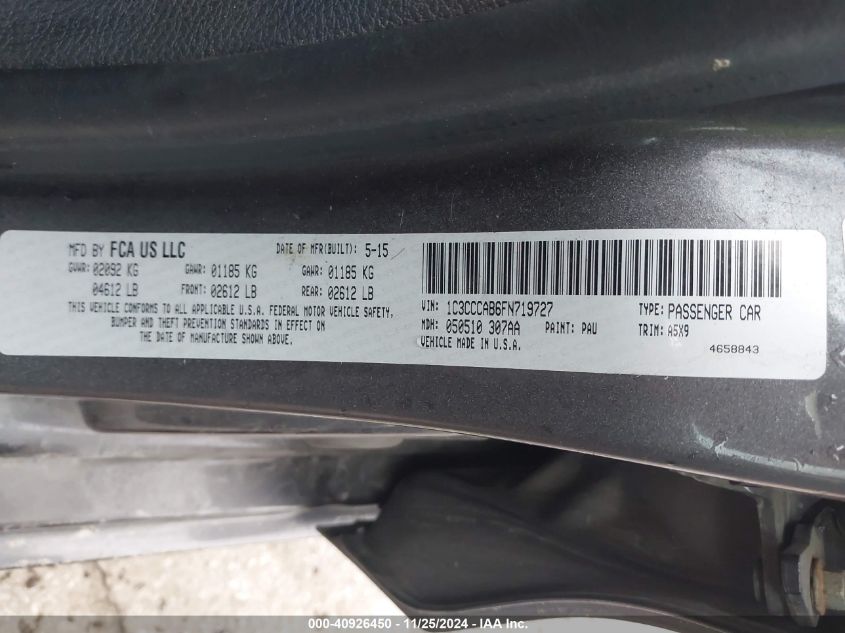 MFD BY FCA US LLC DATE OF MFR(BUILT): 5-15
GVWR: 02092 KG GAWR: 01185 KG GAWR: 01185 KG
04612 LB FRONT: 02612 LB REAR: 02612 LB
THIS VEHICLE CONFORMS TO ALL APPLICABLE U.S.A. FEDERAL MOTOR VEHICLE SAFETY,
BUMPER AND THEFT PREVENTION STANDARDS IN EFFECT ON
THE DATE OF MANUFACTURE SHOWN ABOVE.
VIN: 1C3CCCAB6FN719727 TYPE: PASSENGER CAR
MDH: 050510 307AA PAINT: PAU TRIM: A5X9
VEHICLE MADE IN U.S.A.
4658843
000-40926450 - 11/25/2024 - IAA Inc.